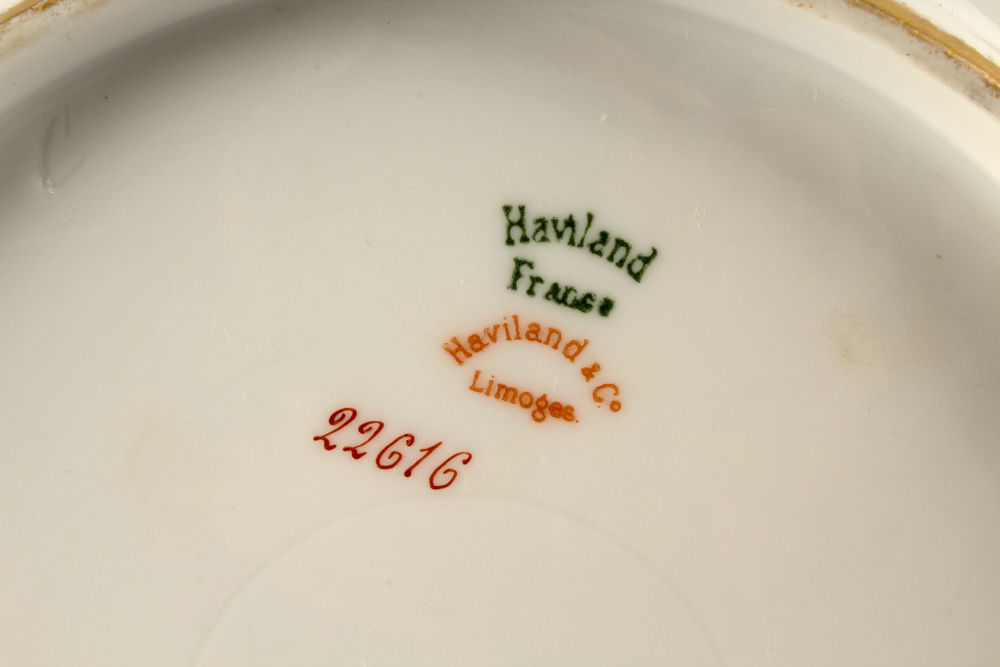 Haviland
France
Haviland & Co
Limoges.
22616